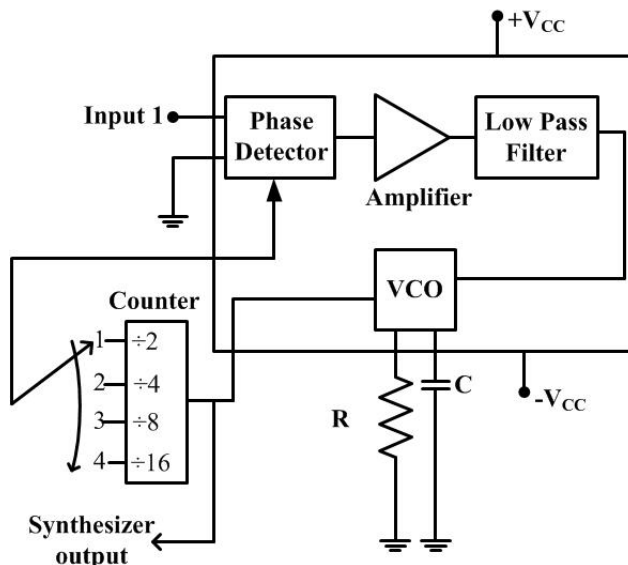 +VCC
Input 1
Phase
Detector
Low Pass
Filter
Amplifier
VCO
Counter
1 ÷2
2 ÷4
3 ÷8
4 ÷16
R
C
-VCC
Synthesizer
output